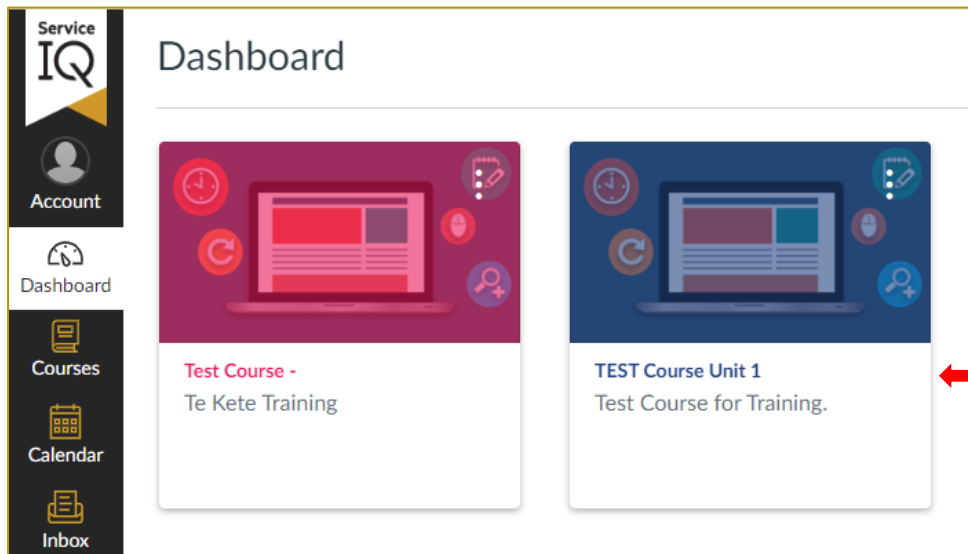 Service
IQ
Account
Dashboard
Courses
Calendar
Inbox
Dashboard
Test Course -
Te Kete Training
TEST Course Unit 1
Test Course for Training.